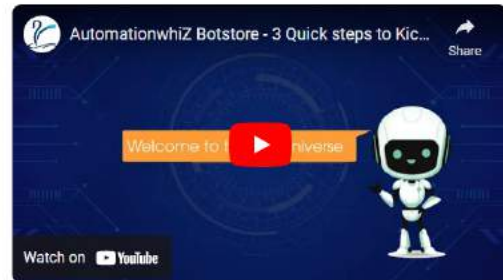 AutomationwhiZ Botstore - 3 Quick steps to Kic...
Share
Welcome to t niverse
Watch on YouTube